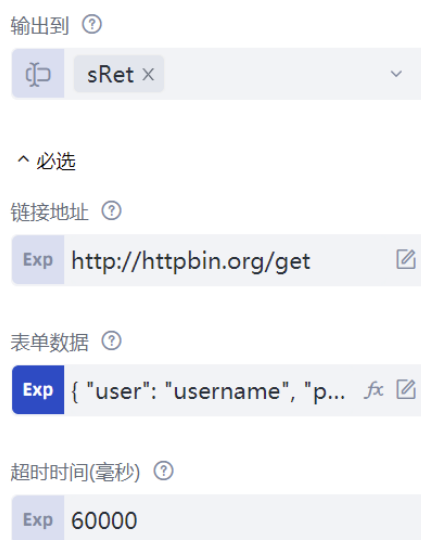 输出到
sRet
必选
链接地址
Exp http://httpbin.org/get
表单数据
Exp { "user": "username", "p... fx
超时时间(毫秒)
Exp 60000